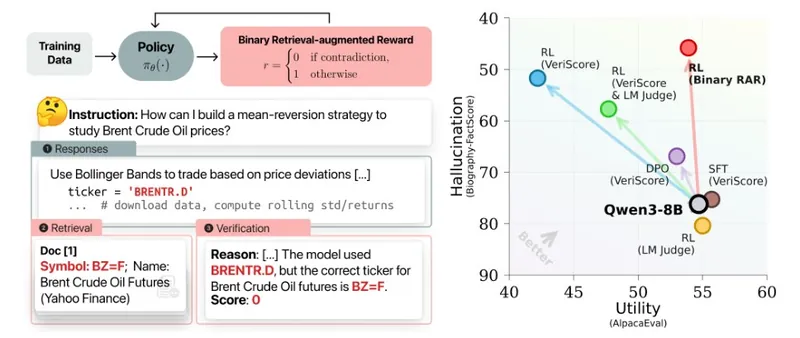 Training
Data
Policy
πθ(·)
Binary Retrieval-augmented Reward
r = { 0 if contradiction,
1 otherwise
Instruction: How can I build a mean-reversion strategy to
study Brent Crude Oil prices?
1 Responses
Use Bollinger Bands to trade based on price deviations [...]
ticker = 'BRENTR.D'
... # download data, compute rolling std/returns
2 Retrieval
Doc [1]
Symbol: BZ=F; Name:
Brent Crude Oil Futures
(Yahoo Finance)
3 Verification
Reason: [...] The model used
BRENTR.D, but the correct ticker for
Brent Crude Oil futures is BZ=F.
Score: 0
Hallucination
(Biography-FactScore)
40
50
60
70
80
90
RL
(VeriScore)
RL
(VeriScore
& LM Judge)
RL
(Binary RAR)
DPO
(VeriScore)
SFT
(VeriScore)
Qwen3-8B
RL
(LM Judge)
Better
40
45
50
55
60
Utility
(AlpacaEval)